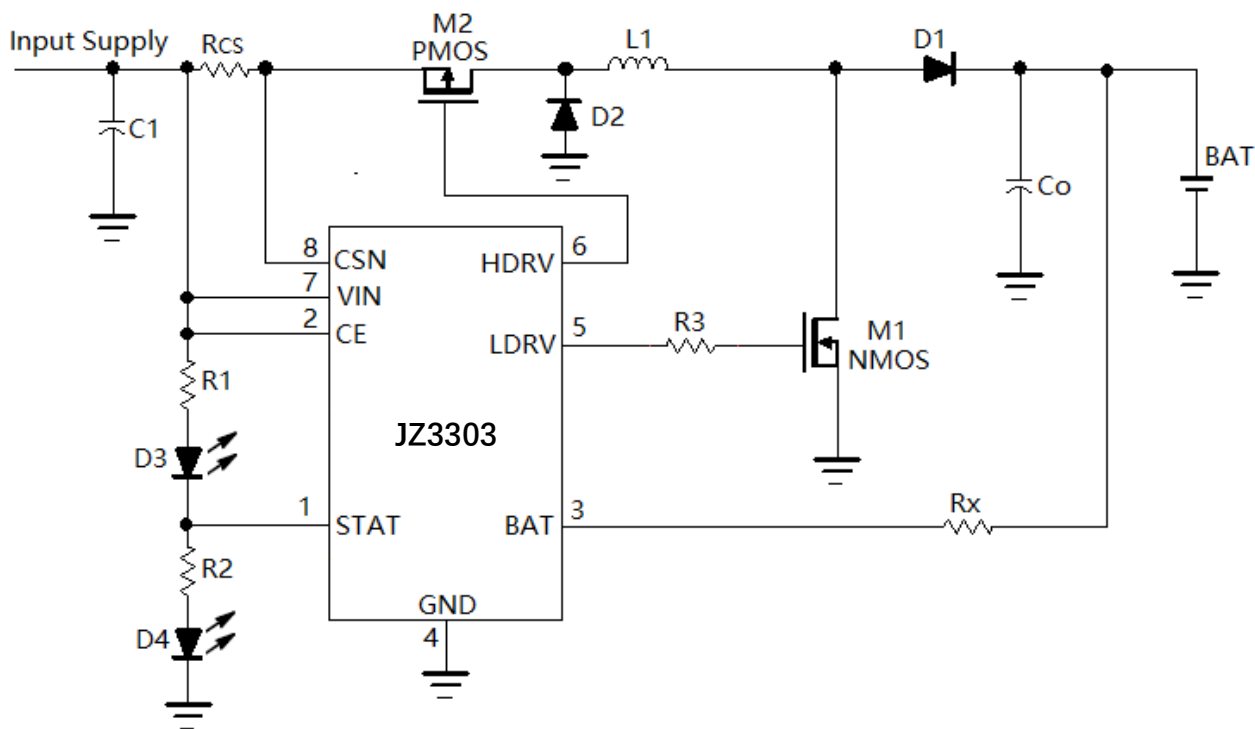 M2
Input Supply
Rcs
PMOS
L1
D1
C1
D2
BAT
Co
8
CSN
6
HDRV
7
VIN
2
CE
5
LDRV
R3
M1
NMOS
R1
JZ3303
D3
1
STAT
3
BAT
Rx
R2
GND
4
D4